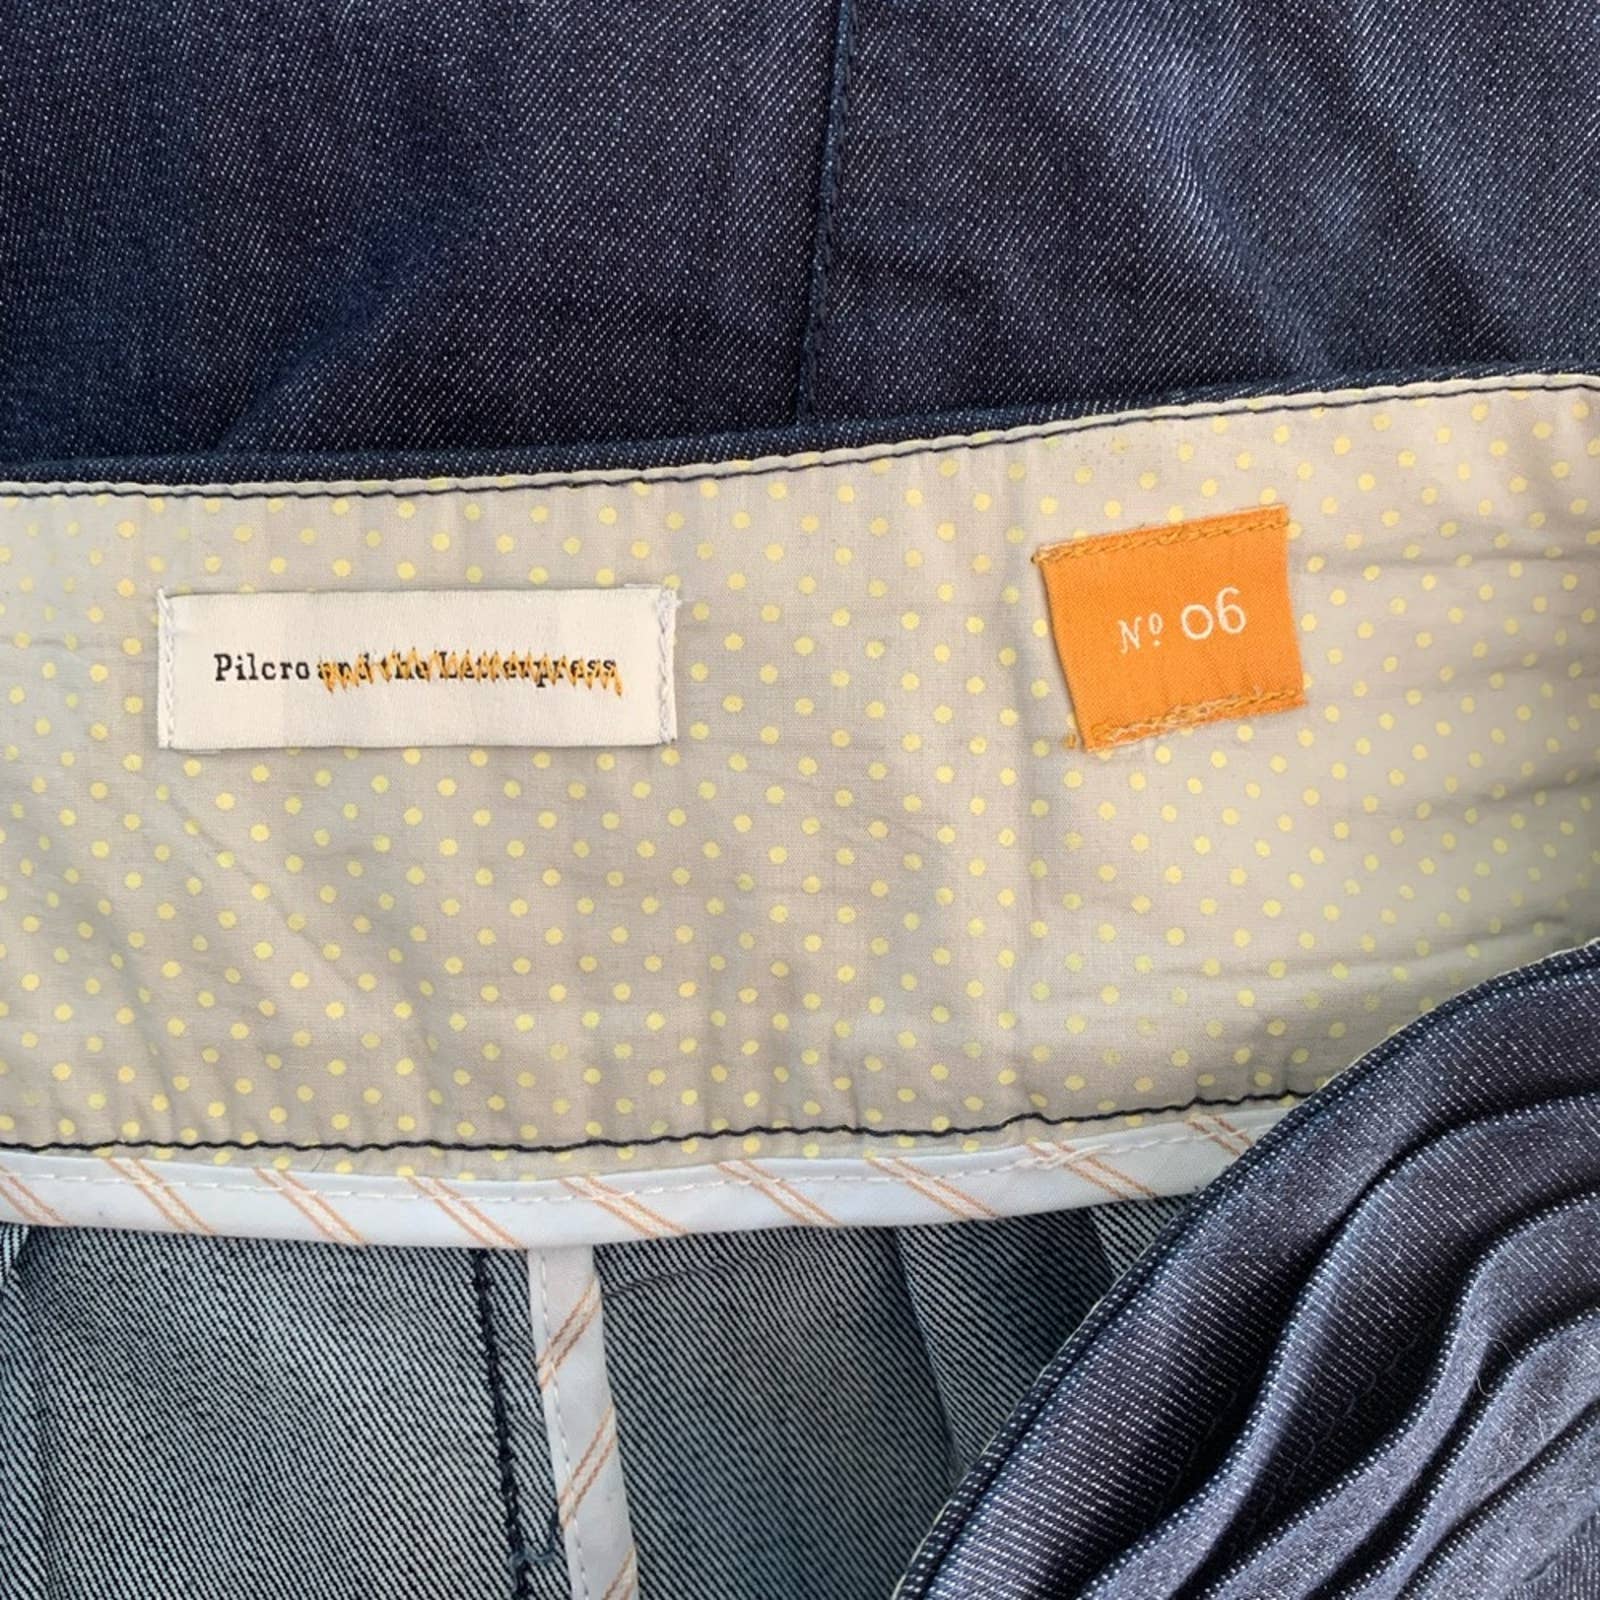 Pilcro and the Letterpress
Nº 06